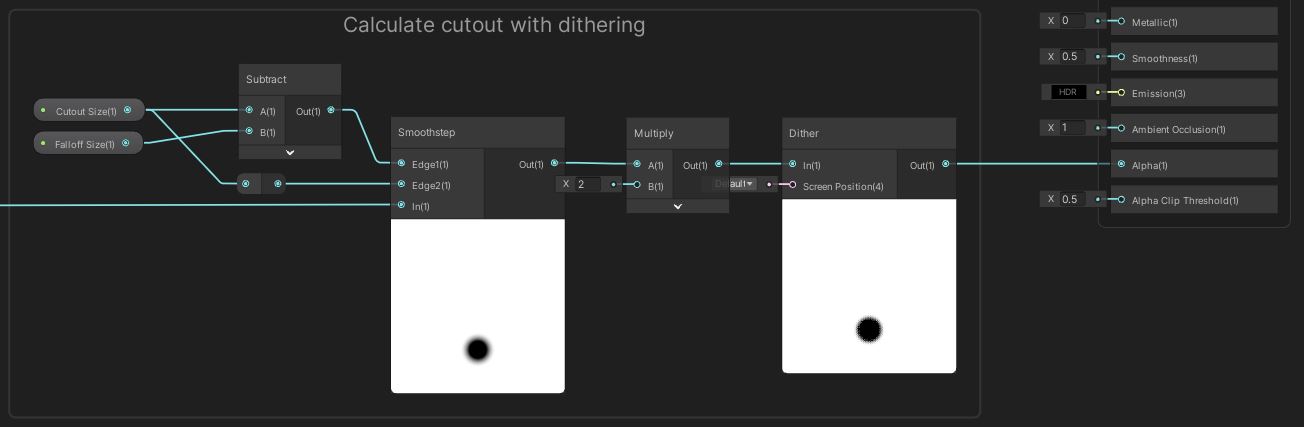 Calculate cutout with dithering
Cutout Size(1)
Falloff Size(1)
Subtract
A(1)
B(1)
Out(1)
Smoothstep
Edge1(1)
Edge2(1)
In(1)
Out(1)
X 2
Multiply
A(1)
B(1)
Out(1)
Dither
In(1)
Screen Position(4)
Out(1)
X 0
Metallic(1)
X 0.5
Smoothness(1)
HDR
Emission(3)
X 1
Ambient Occlusion(1)
Alpha(1)
X 0.5
Alpha Clip Threshold(1)